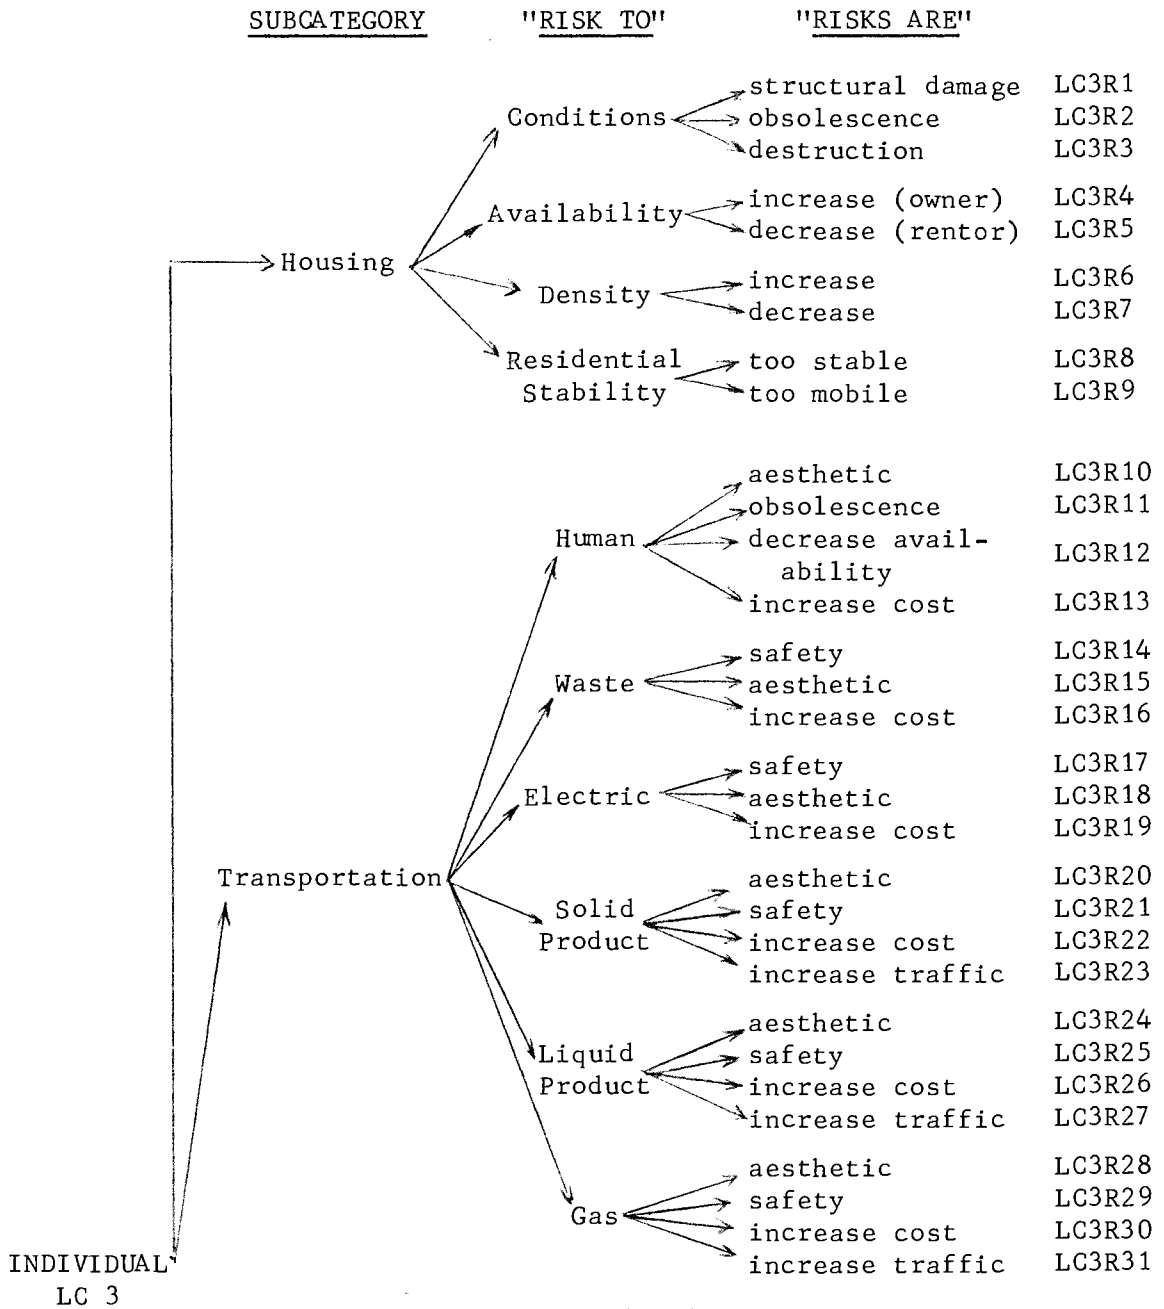 SUBCATEGORY "RISK TO" "RISKS ARE"
structural damage LC3R1
Conditions obsolescence LC3R2
destruction LC3R3
increase (owner) LC3R4
Availability
decrease (rentor) LC3R5
Housing
increase LC3R6
Density
decrease LC3R7
Residential too stable LC3R8
Stability too mobile LC3R9
aesthetic LC3R10
obsolescence LC3R11
Human decrease avail-
LC3R12
ability
increase cost LC3R13
safety LC3R14
Waste aesthetic LC3R15
increase cost LC3R16
safety LC3R17
Electric aesthetic LC3R18
increase cost LC3R19
Transportation aesthetic LC3R20
Solid safety LC3R21
Product increase cost LC3R22
increase traffic LC3R23
aesthetic LC3R24
Liquid safety LC3R25
Product increase cost LC3R26
increase traffic LC3R27
aesthetic LC3R28
safety LC3R29
Gas
increase cost LC3R30
INDIVIDUAL increase traffic LC3R31
LC 3